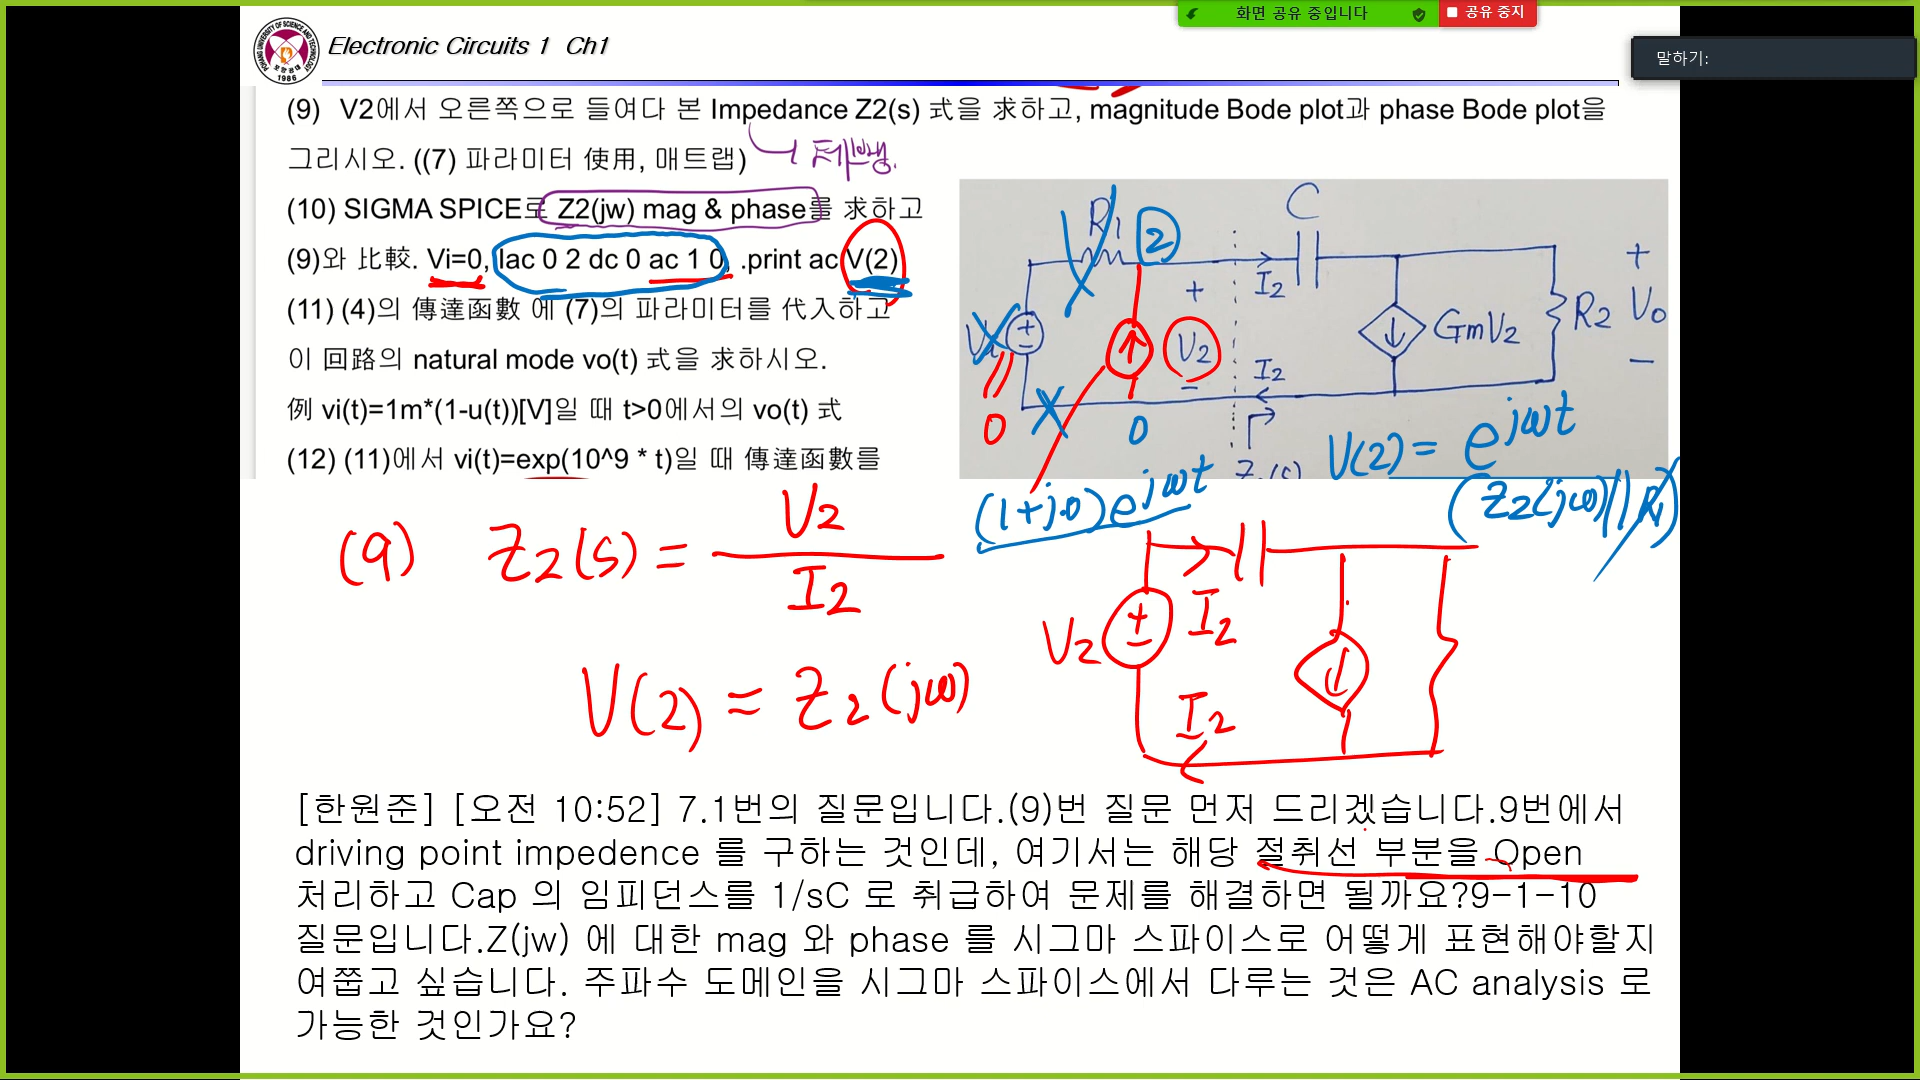 화면 공유 중입니다
공유 중지
말하기:
POHANG UNIVERSITY OF SCIENCE AND TECHNOLOGY
1986
Electronic Circuits 1 Ch1
(9) V2에서 오른쪽으로 들여다 본 Impedance Z2(s) 式을 求하고, magnitude Bode plot과 phase Bode plot을
그리시오. ((7) 파라미터 使用, 매트랩)
(10) SIGMA SPICE로 Z2(jw) mag & phase를 求하고
(9)와 比較. Vi=0, Iac 0 2 dc 0 ac 1 0, .print ac V(2)
(11) (4)의 傳達函數 에 (7)의 파라미터를 代入하고
이 回路의 natural mode vo(t) 式을 求하시오.
例 vi(t)=1m*(1-u(t))[V]일 때 t>0에서의 vo(t) 式
(12) (11)에서 vi(t)=exp(10^9 * t)일 때 傳達函數를
R1
2
C
I2
+
V2
-
GmV2
R2
+
Vo
-
I2
0
0
V(2) = e^jωt
(Z2(jω)||R1)
(1+j.0)e^jωt
(9) Z2(s) = V2 / I2
V(2) = Z2(jω)
V2
+
-
I2
I2
[한원준] [오전 10:52] 7.1번의 질문입니다.(9)번 질문 먼저 드리겠습니다.9번에서
driving point impedence 를 구하는 것인데, 여기서는 해당 절취선 부분을 Open
처리하고 Cap 의 임피던스를 1/sC 로 취급하여 문제를 해결하면 될까요?9-1-10
질문입니다.Z(jw) 에 대한 mag 와 phase 를 시그마 스파이스로 어떻게 표현해야할지
여쭙고 싶습니다. 주파수 도메인을 시그마 스파이스에서 다루는 것은 AC analysis 로
가능한 것인가요?